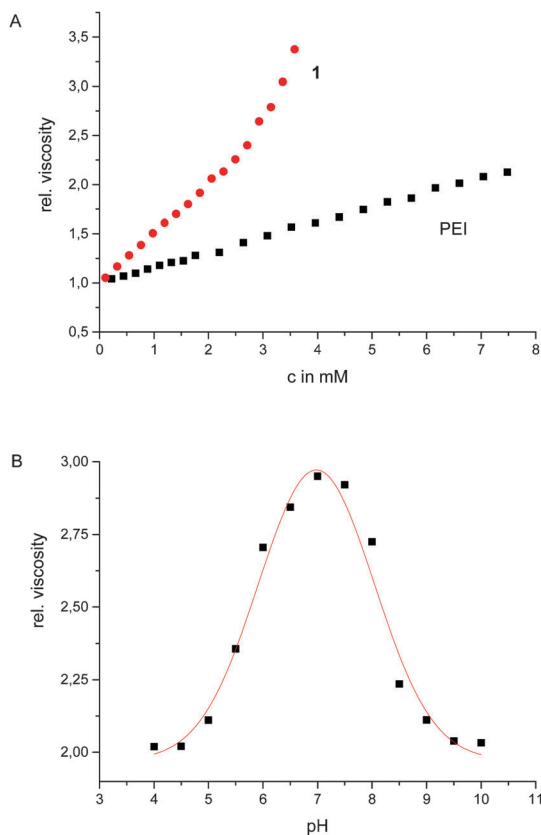 A
3,5
3,0
2,5
2,0
1,5
1,0
0,5
rel. viscosity
1
PEI
0 1 2 3 4 5 6 7 8
c in mM
B
3,00
2,75
2,50
2,25
2,00
rel. viscosity
3 4 5 6 7 8 9 10 11
pH